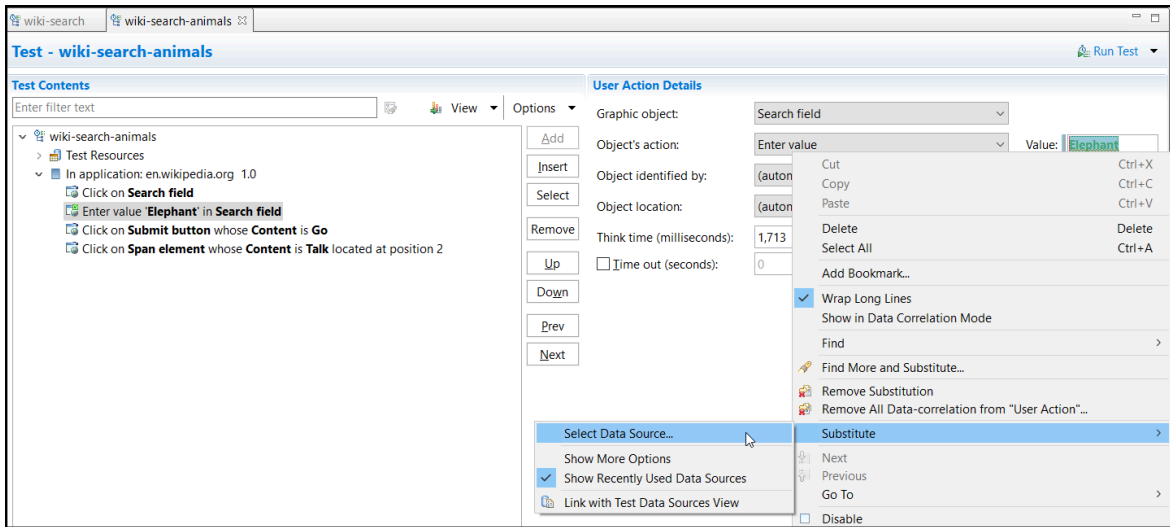 wiki-search
wiki-search-animals
Test - wiki-search-animals
Run Test
Test Contents
Enter filter text
View
Options
wiki-search-animals
Test Resources
In application: en.wikipedia.org 1.0
Click on Search field
Enter value 'Elephant' in Search field
Click on Submit button whose Content is Go
Click on Span element whose Content is Talk located at position 2
Add
Insert
Select
Remove
Up
Down
Prev
Next
User Action Details
Graphic object: Search field
Object's action: Enter value Value: Elephant
Object identified by: (auton
Object location: (auton
Think time (milliseconds): 1,713
Time out (seconds): 0
Cut Ctrl+X
Copy Ctrl+C
Paste Ctrl+V
Delete Delete
Select All Ctrl+A
Add Bookmark...
Wrap Long Lines
Show in Data Correlation Mode
Find
Find More and Substitute...
Remove Substitution
Remove All Data-correlation from "User Action"...
Substitute
Next
Previous
Go To
Disable
Select Data Source...
Show More Options
Show Recently Used Data Sources
Link with Test Data Sources View